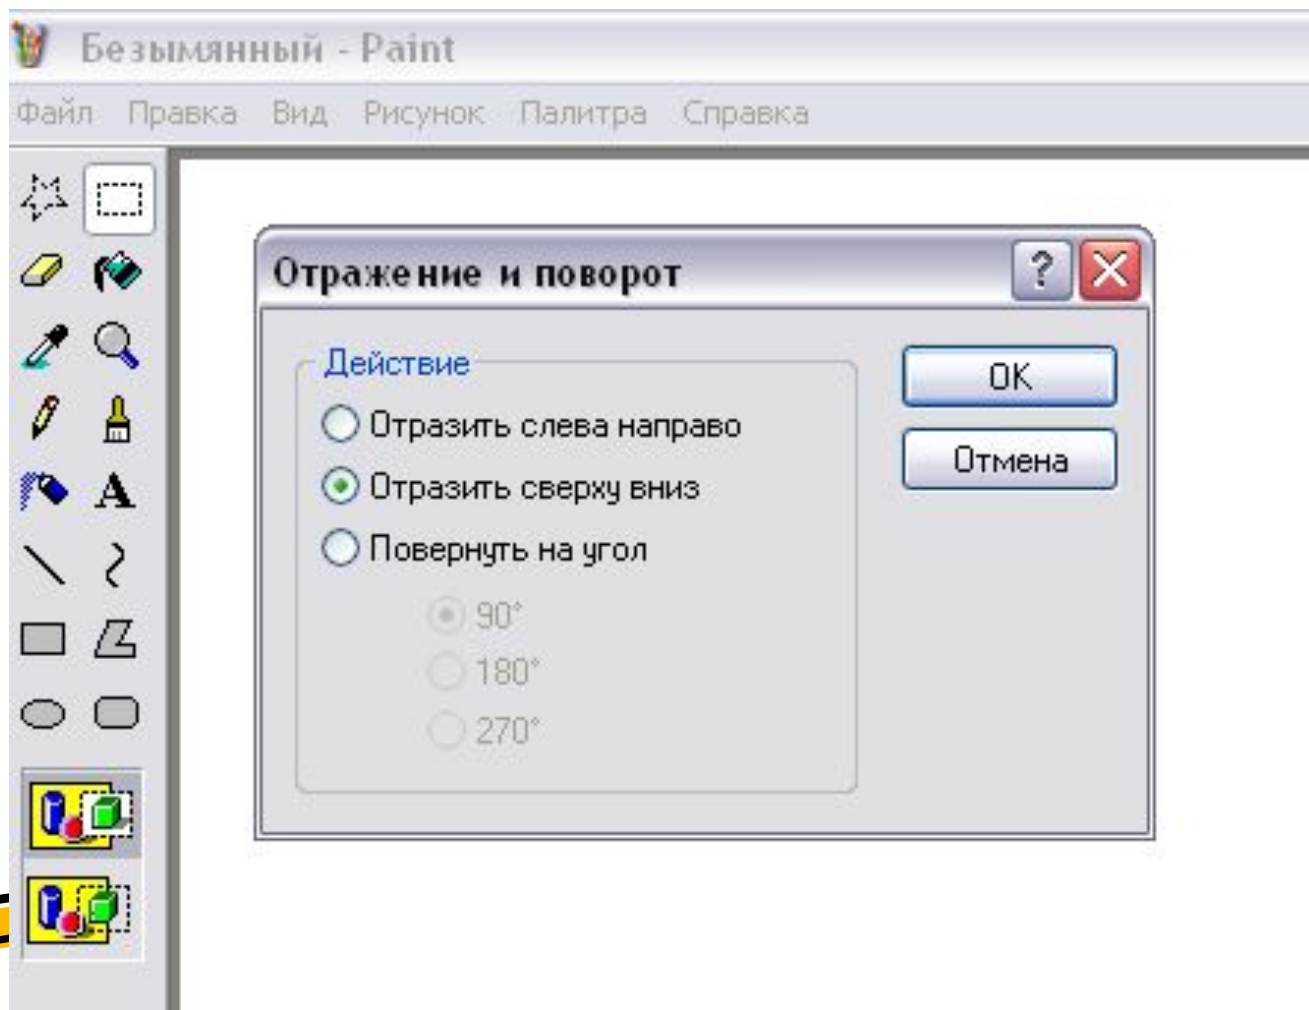 Безымянный - Paint
Файл Правка Вид Рисунок Палитра Справка
Отражение и поворот
?
Действие
Отразить слева направо
Отразить сверху вниз
Повернуть на угол
90°
180°
270°
OK
Отмена
A